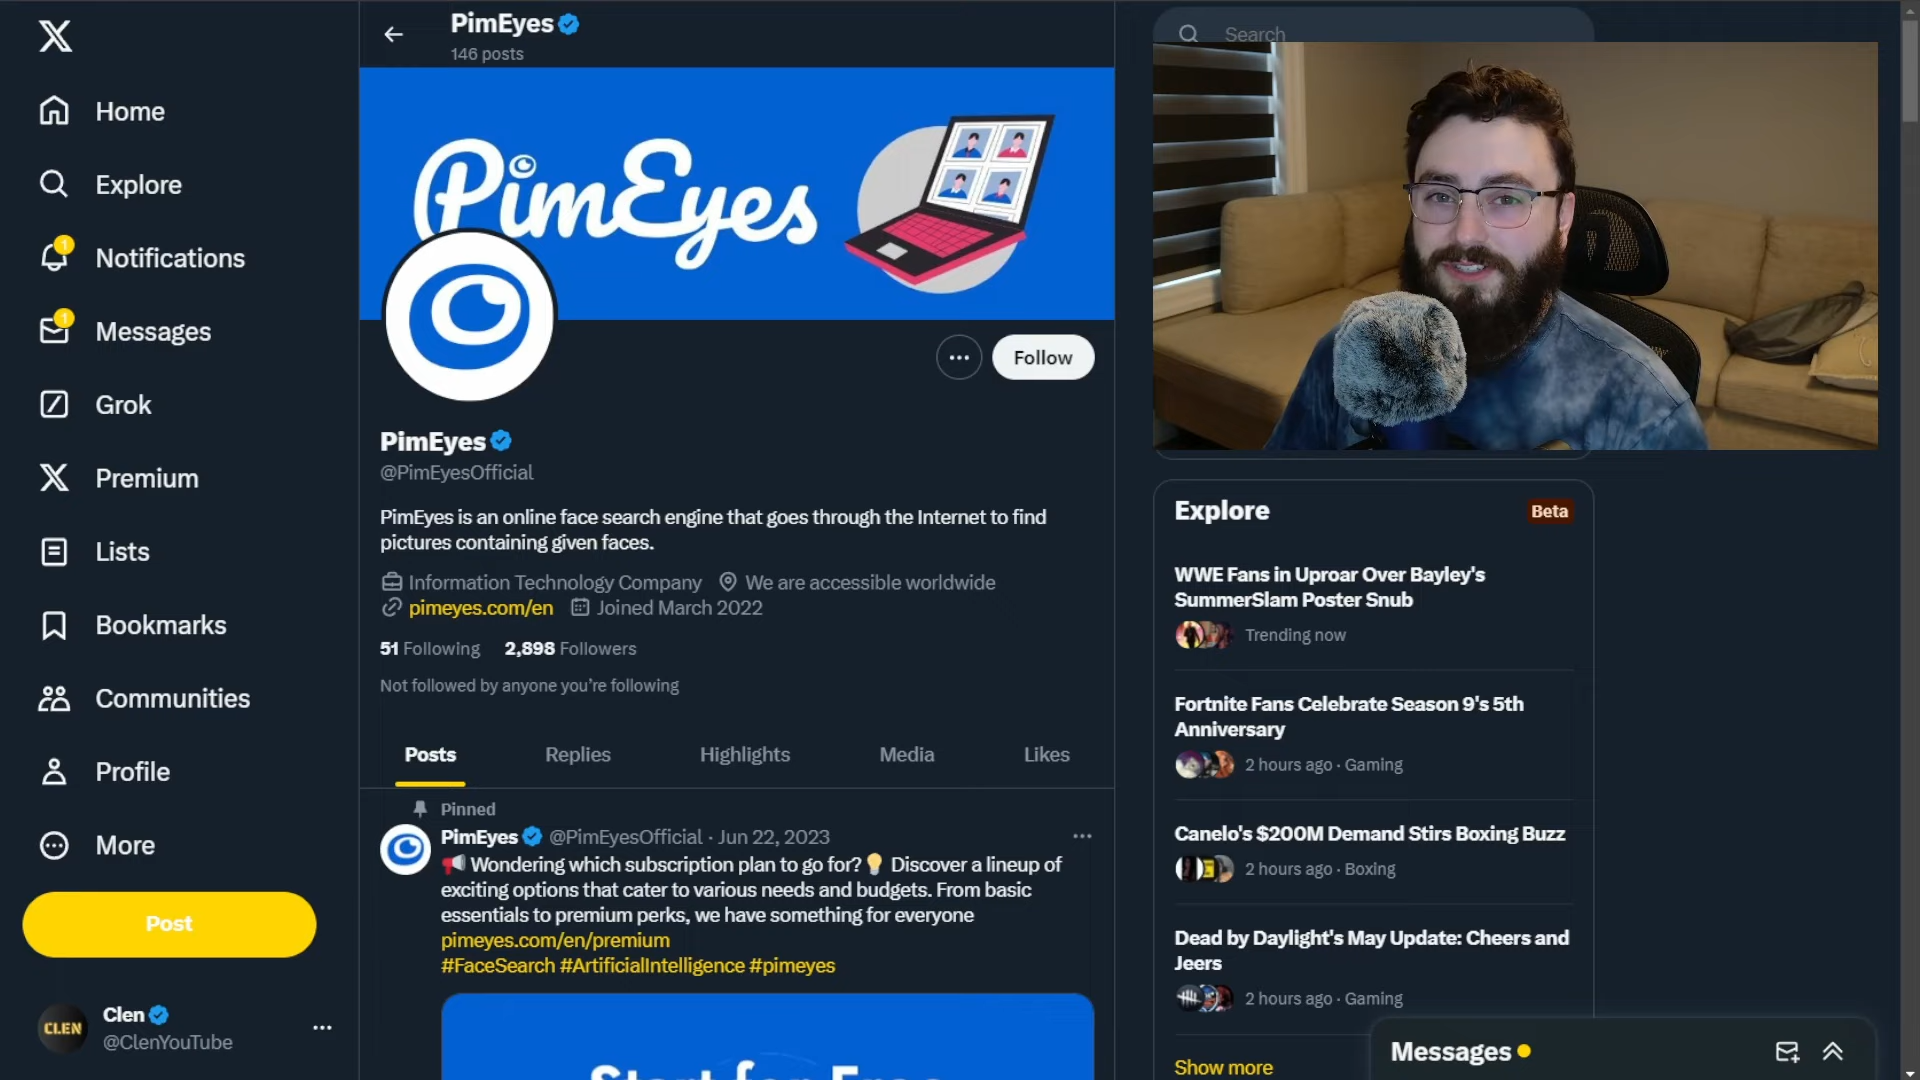 PimEyes
146 posts
Search
Home
Explore
1
Notifications
1
Messages
Grok
Premium
Lists
Bookmarks
Communities
Profile
More
Post
CLEN
Clen
@ClenYouTube
PimEyes
Follow
PimEyes
@PimEyesOfficial
PimEyes is an online face search engine that goes through the Internet to find
pictures containing given faces.
Information Technology Company We are accessible worldwide
pimeyes.com/en Joined March 2022
51 Following 2,898 Followers
Not followed by anyone you're following
Posts Replies Highlights Media Likes
Pinned
PimEyes @PimEyesOfficial · Jun 22, 2023
Wondering which subscription plan to go for? Discover a lineup of
exciting options that cater to various needs and budgets. From basic
essentials to premium perks, we have something for everyone
pimeyes.com/en/premium
#FaceSearch #ArtificialIntelligence #pimeyes
Start for Free
Explore Beta
WWE Fans in Uproar Over Bayley's
SummerSlam Poster Snub
Trending now
Fortnite Fans Celebrate Season 9's 5th
Anniversary
2 hours ago · Gaming
Canelo's $200M Demand Stirs Boxing Buzz
2 hours ago · Boxing
Dead by Daylight's May Update: Cheers and
Jeers
2 hours ago · Gaming
Show more
Messages